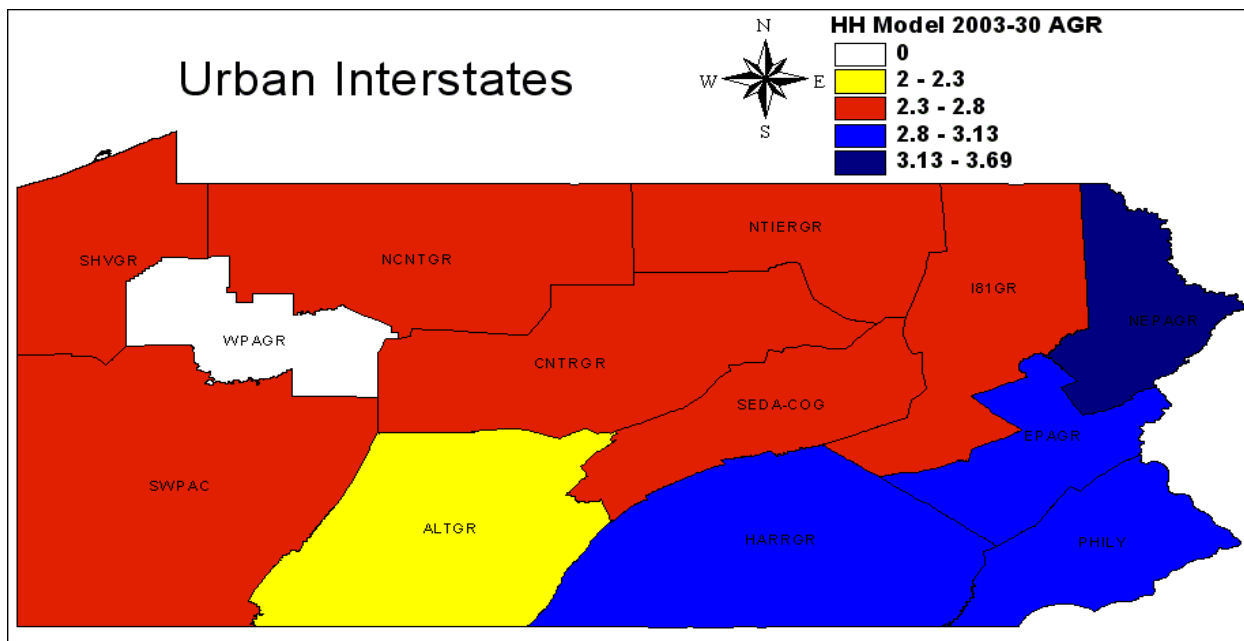 Urban Interstates
N
W E
S
HH Model 2003-30 AGR
0
2 - 2.3
2.3 - 2.8
2.8 - 3.13
3.13 - 3.69
SHVGR
NCNTGR
NTIERGR
I81GR
NEPAGR
WPAGR
CNTRGR
SEDA-COG
EPAGR
SWPAC
ALTGR
HARRGR
PHILY